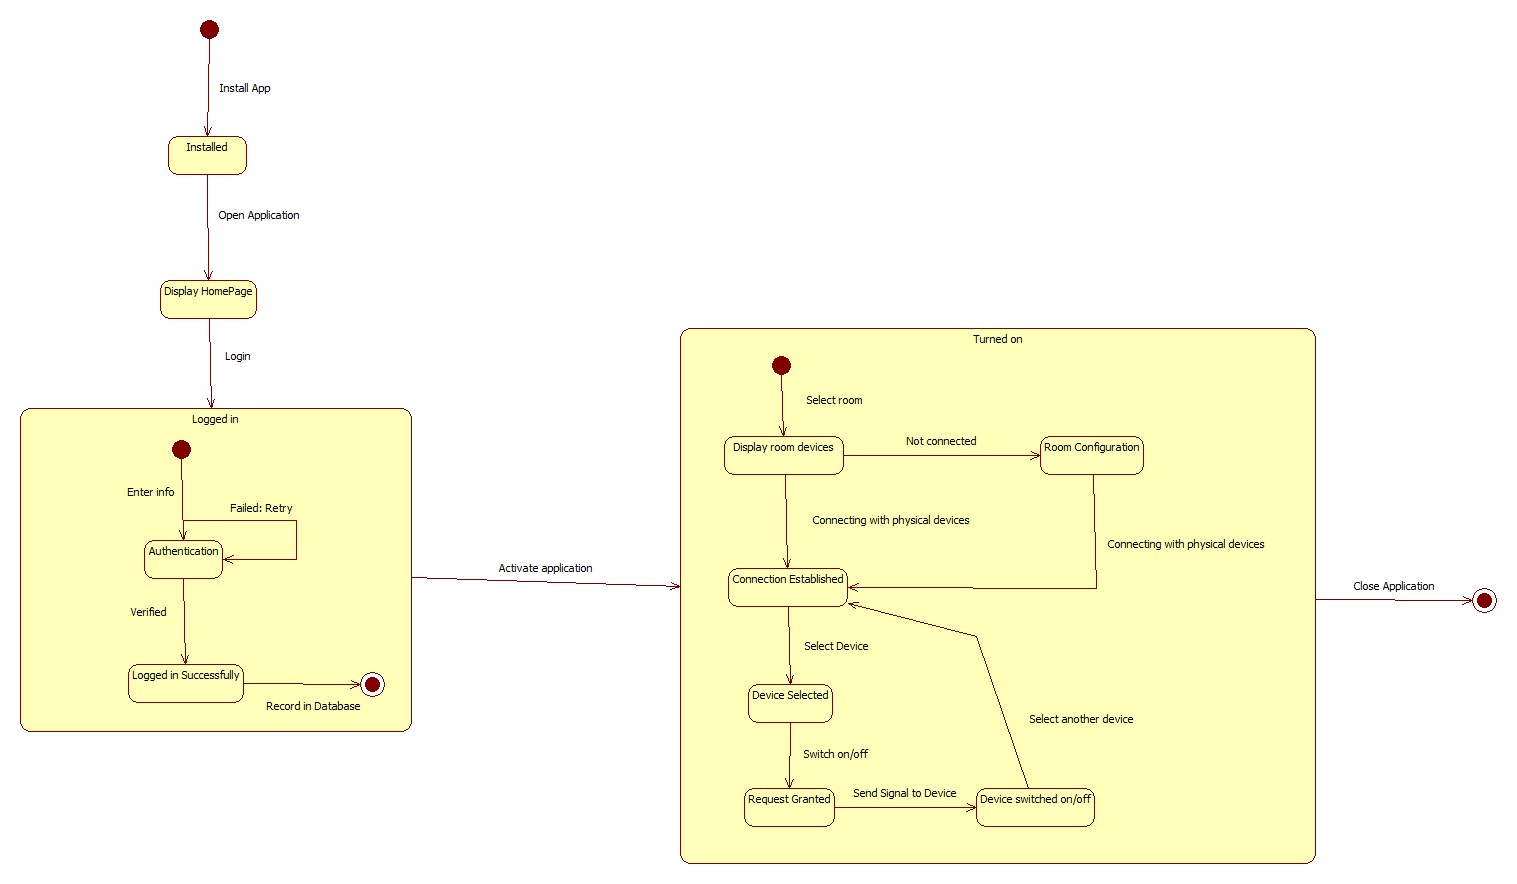 Install App
Installed
Open Application
Display HomePage
Login
Logged in
Enter info
Failed: Retry
Authentication
Verified
Logged in Successfully
Record in Database
Activate application
Turned on
Select room
Display room devices
Not connected
Room Configuration
Connecting with physical devices
Connecting with physical devices
Connection Established
Select Device
Device Selected
Select another device
Switch on/off
Request Granted
Send Signal to Device
Device switched on/off
Close Application